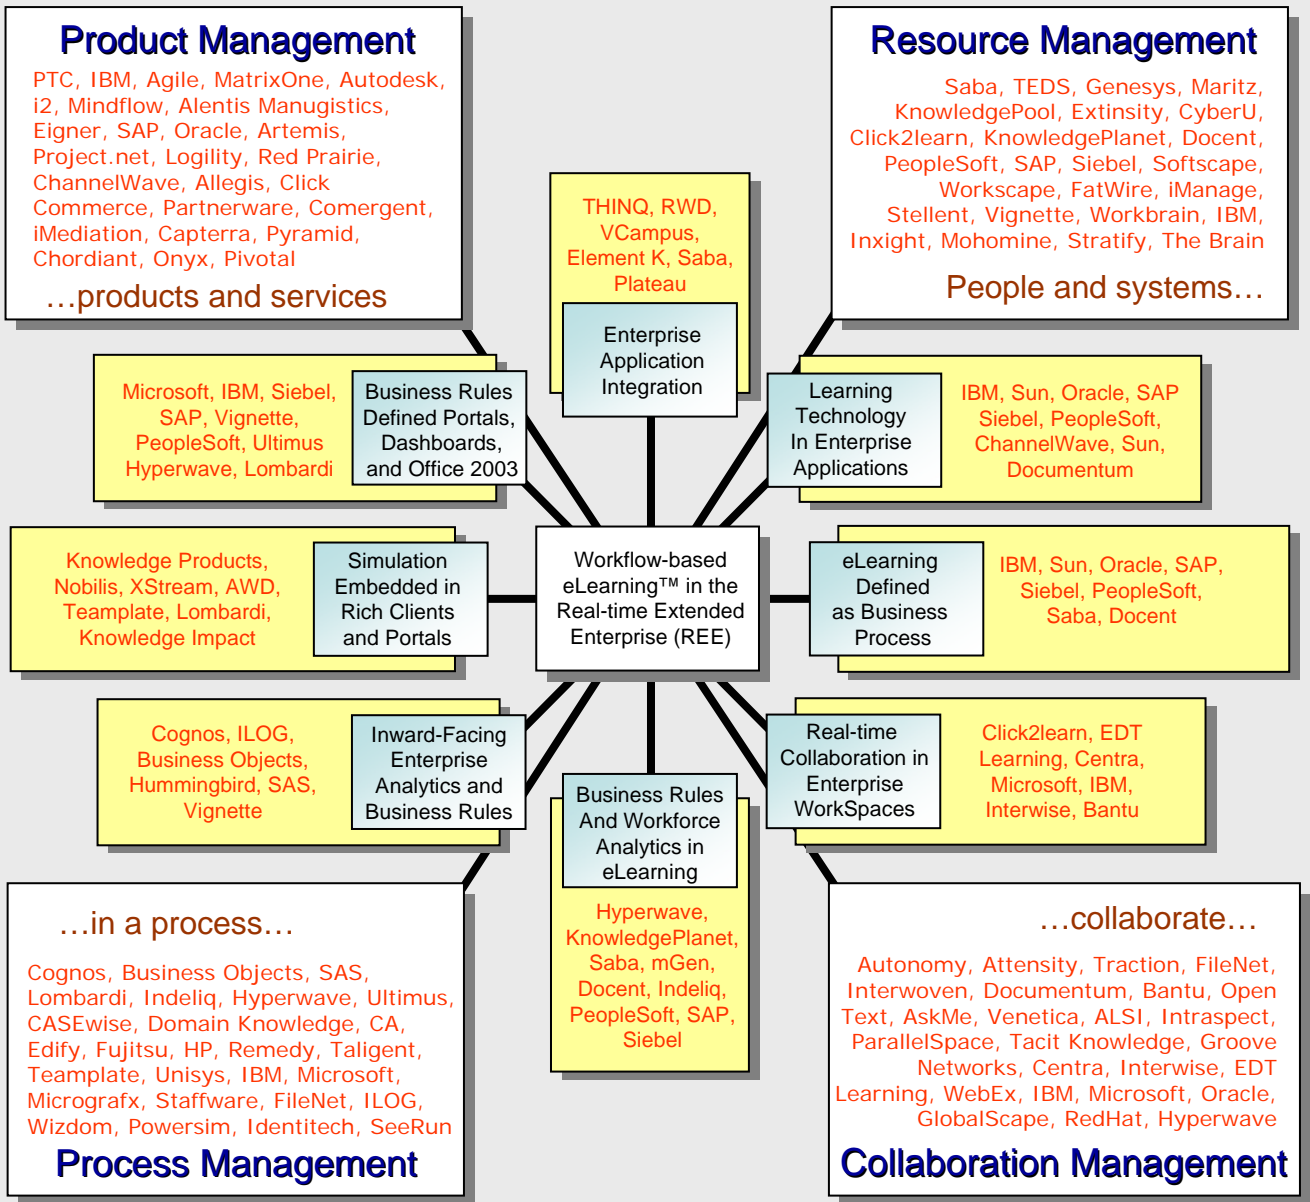 Product Management
PTC, IBM, Agile, MatrixOne, Autodesk,
i2, Mindflow, Alentis Manugistics,
Eigner, SAP, Oracle, Artemis,
Project.net, Logility, Red Prairie,
ChannelWave, Allegis, Click
Commerce, Partnerware, Comergent,
iMediation, Capterra, Pyramid,
Chordiant, Onyx, Pivotal
…products and services
Resource Management
Saba, TEDS, Genesys, Maritz,
KnowledgePool, Extinsity, CyberU,
Click2learn, KnowledgePlanet, Docent,
PeopleSoft, SAP, Siebel, Softscape,
Workscape, FatWire, iManage,
Stellent, Vignette, Workbrain, IBM,
Inxight, Mohomine, Stratify, The Brain
People and systems…
THINQ, RWD,
VCampus,
Element K, Saba,
Plateau
Enterprise
Application
Integration
Microsoft, IBM, Siebel,
SAP, Vignette,
PeopleSoft, Ultimus
Hyperwave, Lombardi
Business Rules
Defined Portals,
Dashboards,
and Office 2003
Learning
Technology
In Enterprise
Applications
IBM, Sun, Oracle, SAP
Siebel, PeopleSoft,
ChannelWave, Sun,
Documentum
Knowledge Products,
Nobilis, XStream, AWD,
Teamplate, Lombardi,
Knowledge Impact
Simulation
Embedded in
Rich Clients
and Portals
Workflow-based
eLearning™ in the
Real-time Extended
Enterprise (REE)
eLearning
Defined
as Business
Process
IBM, Sun, Oracle, SAP,
Siebel, PeopleSoft,
Saba, Docent
Cognos, ILOG,
Business Objects,
Hummingbird, SAS,
Vignette
Inward-Facing
Enterprise
Analytics and
Business Rules
Real-time
Collaboration in
Enterprise
WorkSpaces
Click2learn, EDT
Learning, Centra,
Microsoft, IBM,
Interwise, Bantu
Business Rules
And Workforce
Analytics in
eLearning
Hyperwave,
KnowledgePlanet,
Saba, mGen,
Docent, Indeliq,
PeopleSoft, SAP,
Siebel
…in a process…
Cognos, Business Objects, SAS,
Lombardi, Indeliq, Hyperwave, Ultimus,
CASEwise, Domain Knowledge, CA,
Edify, Fujitsu, HP, Remedy, Taligent,
Teamplate, Unisys, IBM, Microsoft,
Micrografx, Staffware, FileNet, ILOG,
Wizdom, Powersim, Identitech, SeeRun
Process Management
…collaborate…
Autonomy, Attensity, Traction, FileNet,
Interwoven, Documentum, Bantu, Open
Text, AskMe, Venetica, ALSI, Intraspect,
ParallelSpace, Tacit Knowledge, Groove
Networks, Centra, Interwise, EDT
Learning, WebEx, IBM, Microsoft, Oracle,
GlobalScape, RedHat, Hyperwave
Collaboration Management